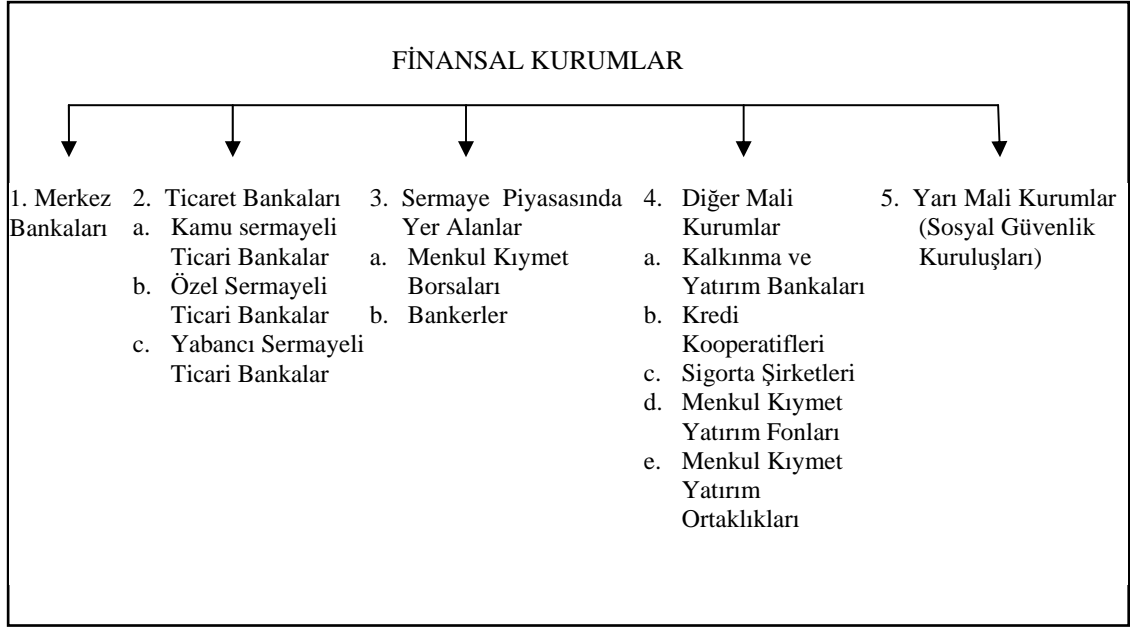 FİNANSAL KURUMLAR
1. Merkez
Bankaları
2. Ticaret Bankaları
a. Kamu sermayeli
Ticari Bankalar
b. Özel Sermayeli
Ticari Bankalar
c. Yabancı Sermayeli
Ticari Bankalar
3. Sermaye Piyasasında
Yer Alanlar
a. Menkul Kıymet
Borsaları
b. Bankerler
4. Diğer Mali
Kurumlar
a. Kalkınma ve
Yatırım Bankaları
b. Kredi
Kooperatifleri
c. Sigorta Şirketleri
d. Menkul Kıymet
Yatırım Fonları
e. Menkul Kıymet
Yatırım
Ortaklıkları
5. Yarı Mali Kurumlar
(Sosyal Güvenlik
Kuruluşları)